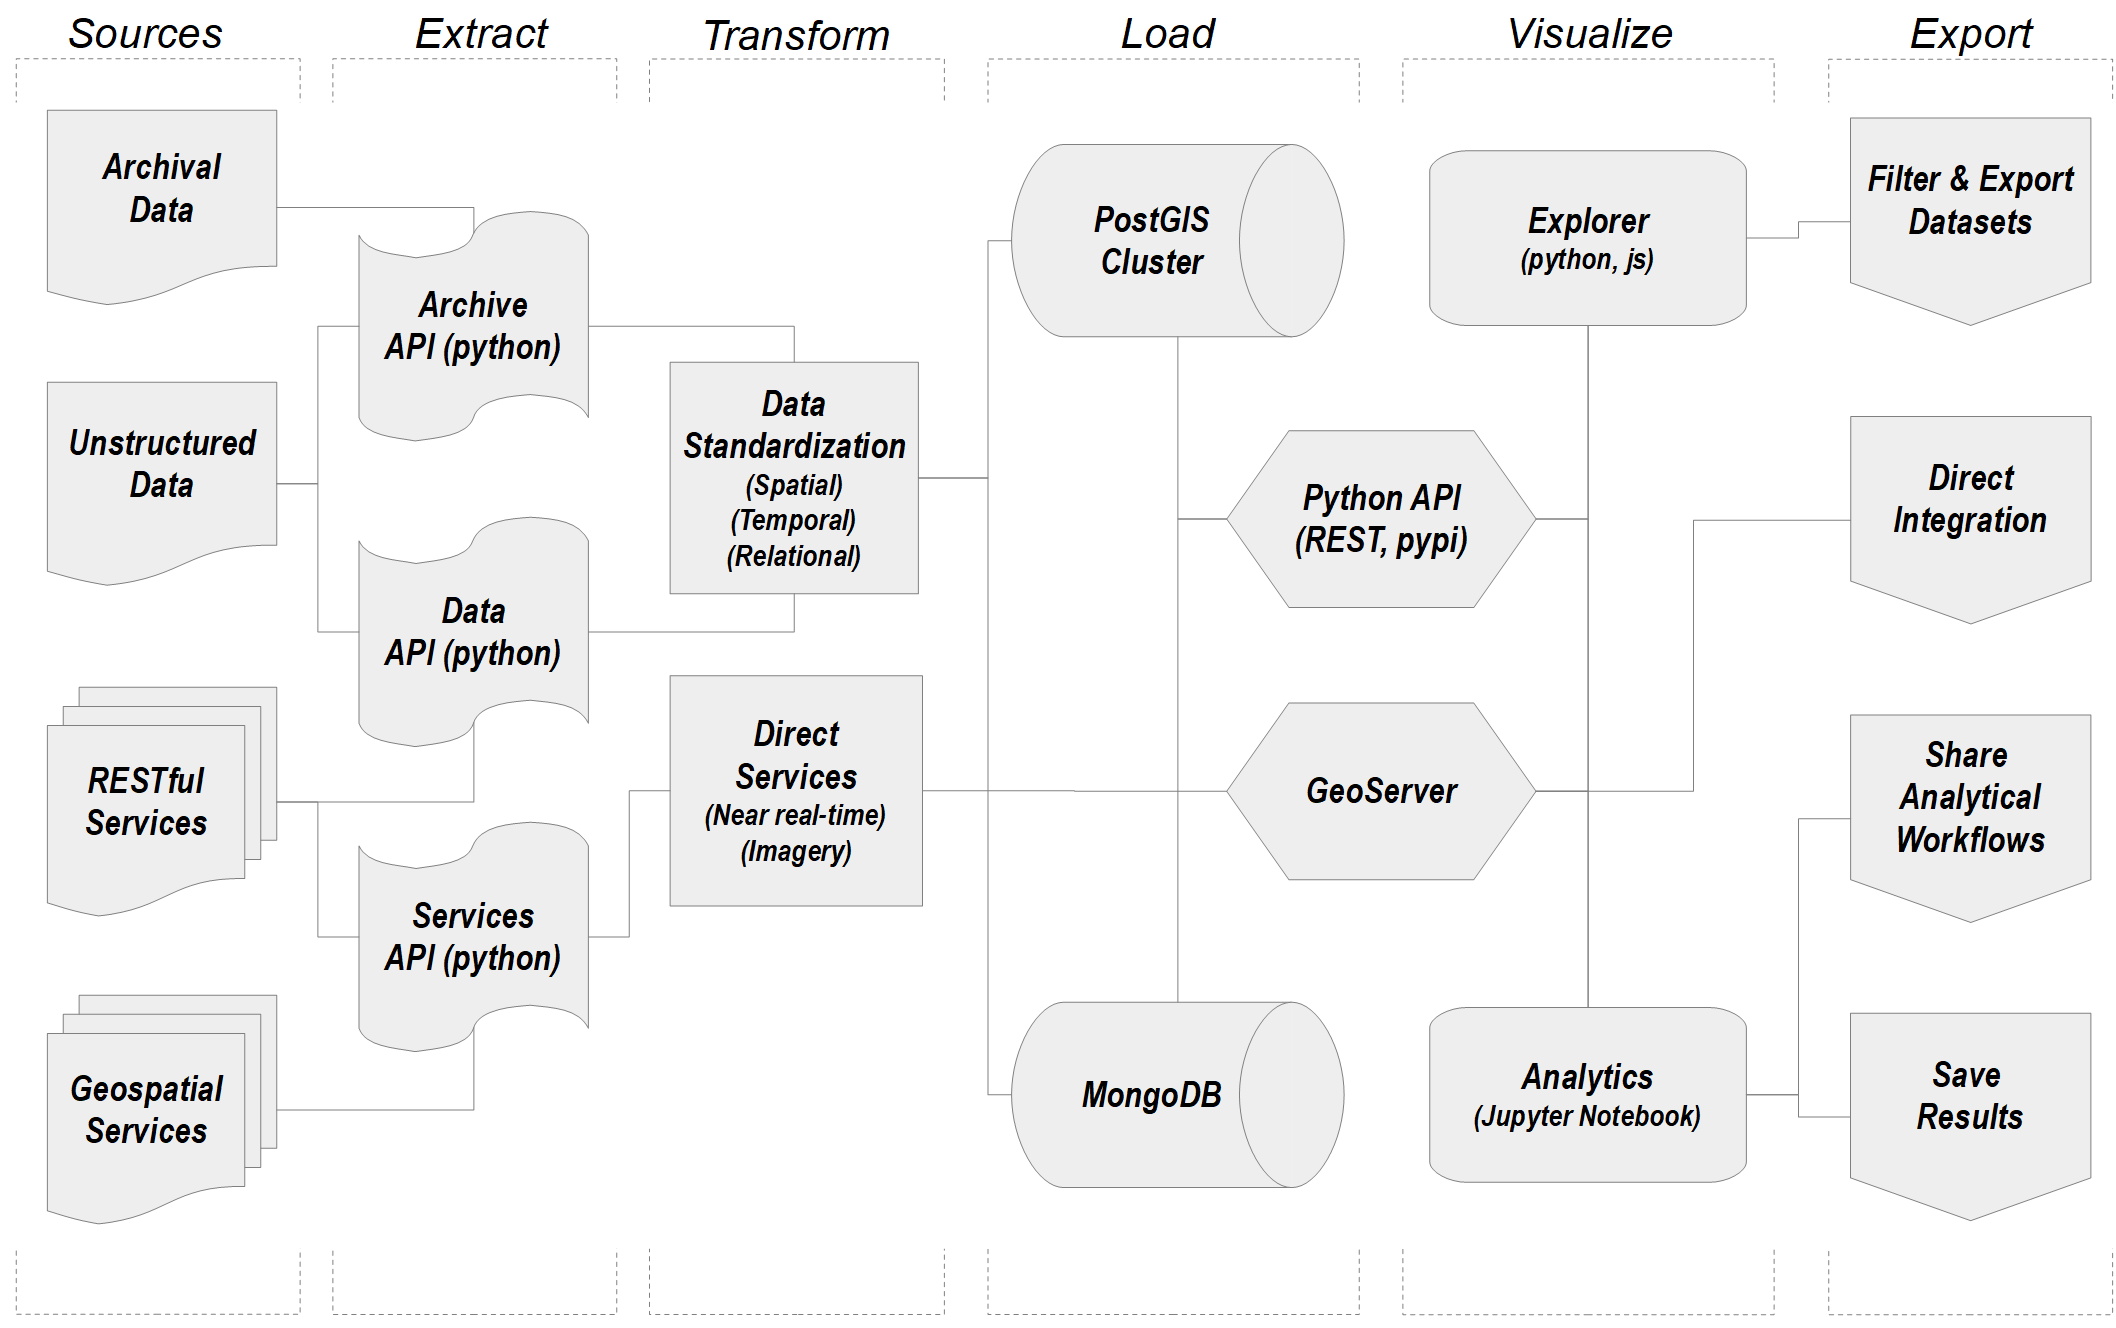 Sources
Extract
Transform
Load
Visualize
Export
Archival
Data
Unstructured
Data
RESTful
Services
Geospatial
Services
Archive
API (python)
Data
API (python)
Services
API (python)
Data
Standardization
(Spatial)
(Temporal)
(Relational)
Direct
Services
(Near real-time)
(Imagery)
PostGIS
Cluster
Python API
(REST, pypi)
GeoServer
MongoDB
Explorer
(python, js)
Analytics
(Jupyter Notebook)
Filter & Export
Datasets
Direct
Integration
Share
Analytical
Workflows
Save
Results